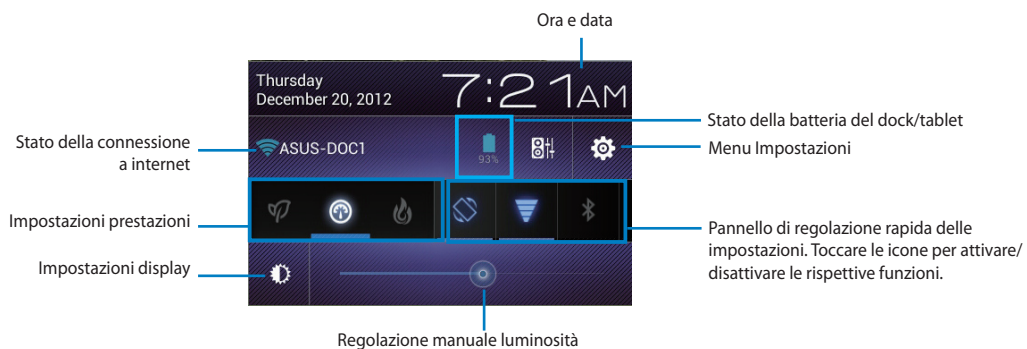 Ora e data
Thursday
December 20, 2012
7:21AM
Stato della batteria del dock/tablet
Stato della connessione
a internet
ASUS-DOC1
93%
Menu Impostazioni
Impostazioni prestazioni
Pannello di regolazione rapida delle
impostazioni. Toccare le icone per attivare/
disattivare le rispettive funzioni.
Impostazioni display
Regolazione manuale luminosità